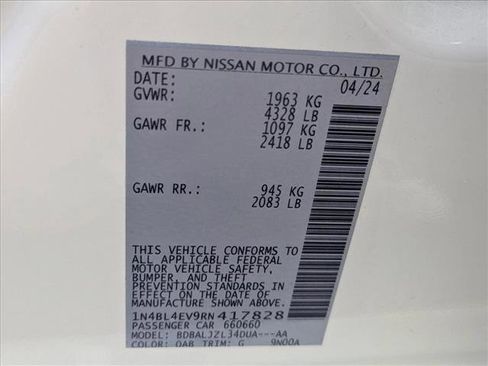 MFD BY NISSAN MOTOR CO., LTD.
DATE: 04/24
GVWR: 1963 KG
4328 LB
GAWR FR.: 1097 KG
2418 LB
GAWR RR.: 945 KG
2083 LB
THIS VEHICLE CONFORMS TO
ALL APPLICABLE FEDERAL
MOTOR VEHICLE SAFETY,
BUMPER, AND THEFT
PREVENTION STANDARDS IN
EFFECT ON THE DATE OF
MANUFACTURE SHOWN ABOVE.
1N4BL4EV9RN417828
PASSENGER CAR 660660
MODEL: BDBALJZL34DUA---AA
COLOR: QAB TRIM: G 9N00A